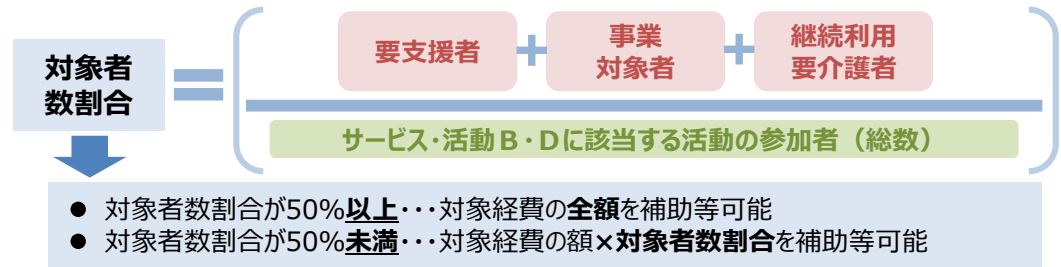 対象者
数割合
=
要支援者
+
事業
対象者
+
継続利用
要介護者
サービス・活動B・Dに該当する活動の参加者（総数）
● 対象者数割合が50%以上・・・対象経費の全額を補助等可能
● 対象者数割合が50%未満・・・対象経費の額×対象者数割合を補助等可能